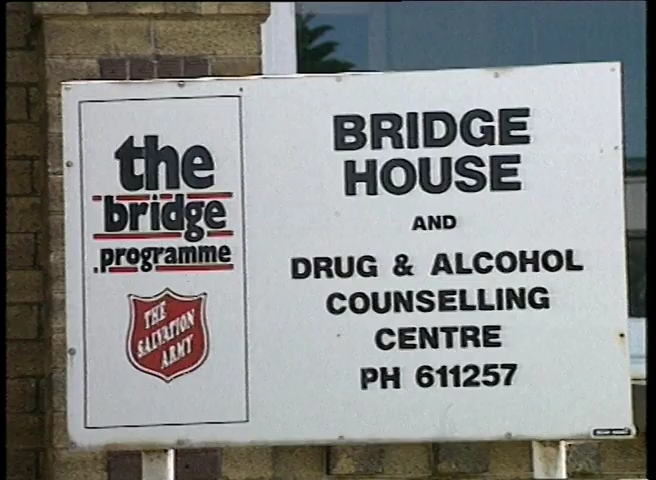 the
bridge
programme
THE
SALVATION
ARMY
BRIDGE
HOUSE
AND
DRUG & ALCOHOL
COUNSELLING
CENTRE
PH 611257